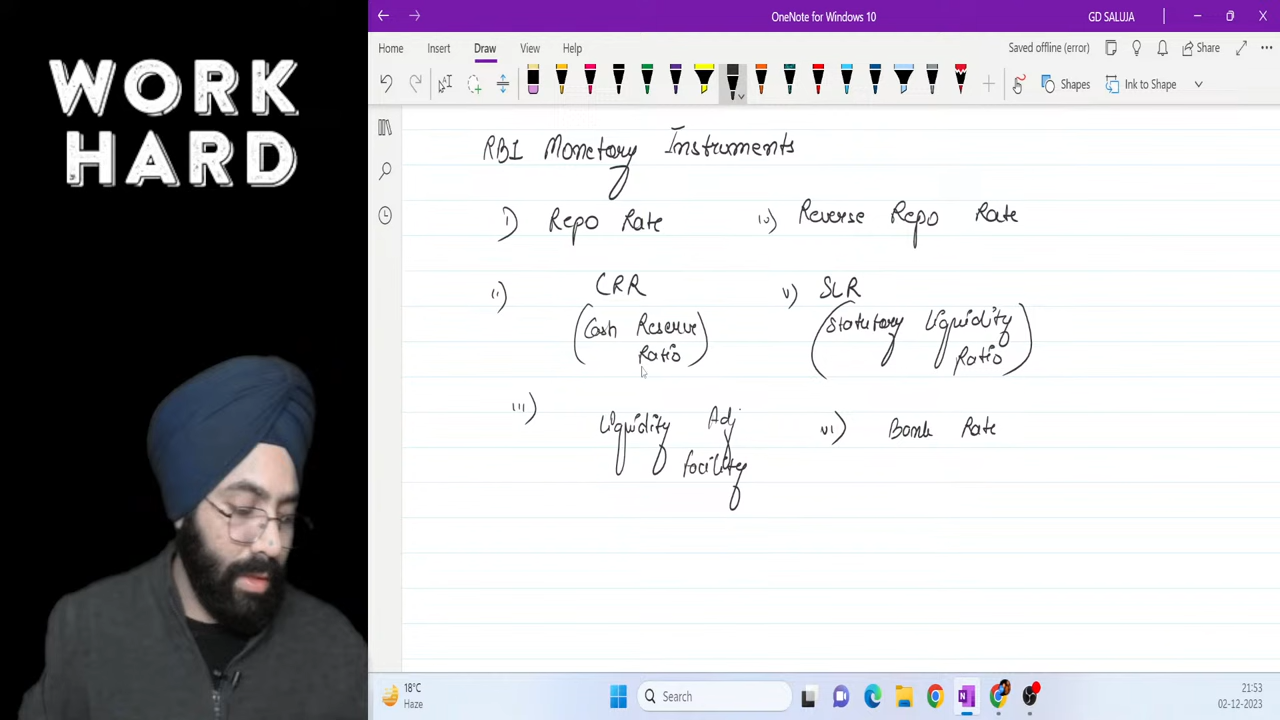 WORK
HARD
OneNote for Windows 10
GD SALUJA
Home Insert Draw View Help
Saved offline (error)
Share
Shapes
Ink to Shape
RBI Monetary Instruments
i) Repo Rate
iv) Reverse Repo Rate
ii) CRR
(Cash Reserve
Ratio)
v) SLR
(Statutory Liquidity
Ratio)
iii) Liquidity Adj
facility
vi) Bank Rate
18°C
Haze
Search
21:53
02-12-2023